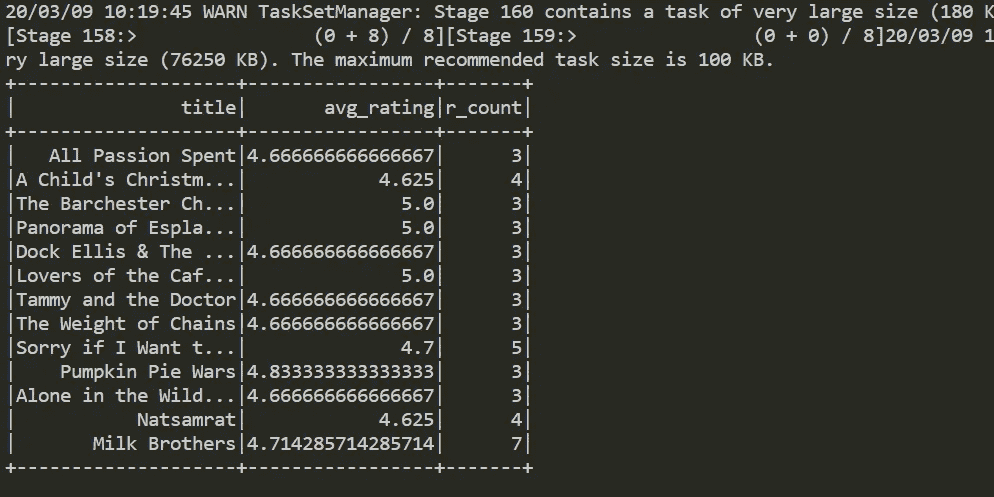 20/03/09 10:19:45 WARN TaskSetManager: Stage 160 contains a task of very large size (180 K
[Stage 158:>                 (0 + 8) / 8][Stage 159:>                 (0 + 0) / 8]20/03/09 1
ry large size (76250 KB). The maximum recommended task size is 100 KB.
+--------------------+-----------------+-------+
|               title|       avg_rating|r_count|
+--------------------+-----------------+-------+
|   All Passion Spent|4.666666666666667|      3|
|A Child's Christm...|            4.625|      4|
|The Barchester Ch...|              5.0|      3|
|Panorama of Espla...|              5.0|      3|
|Dock Ellis & The ...|4.666666666666667|      3|
|Lovers of the Caf...|              5.0|      3|
|Tammy and the Doctor|4.666666666666667|      3|
|The Weight of Chains|4.666666666666667|      3|
|Sorry if I Want t...|              4.7|      5|
|    Pumpkin Pie Wars|4.833333333333333|      3|
|Alone in the Wild...|4.666666666666667|      3|
|           Natsamrat|            4.625|      4|
|       Milk Brothers|4.714285714285714|      7|
+--------------------+-----------------+-------+